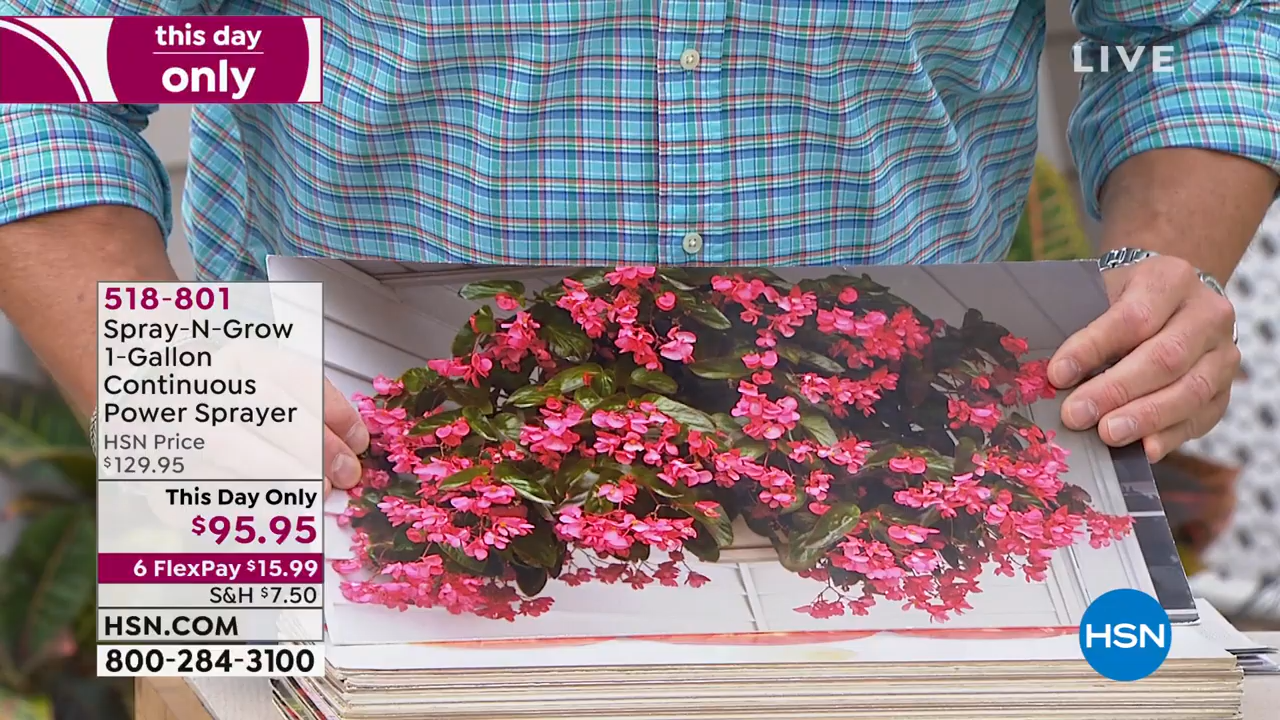 this day
only
LIVE
518-801
Spray-N-Grow
1-Gallon
Continuous
Power Sprayer
HSN Price
$129.95
This Day Only
$95.95
6 FlexPay $15.99
S&H $7.50
HSN.COM
800-284-3100
HSN